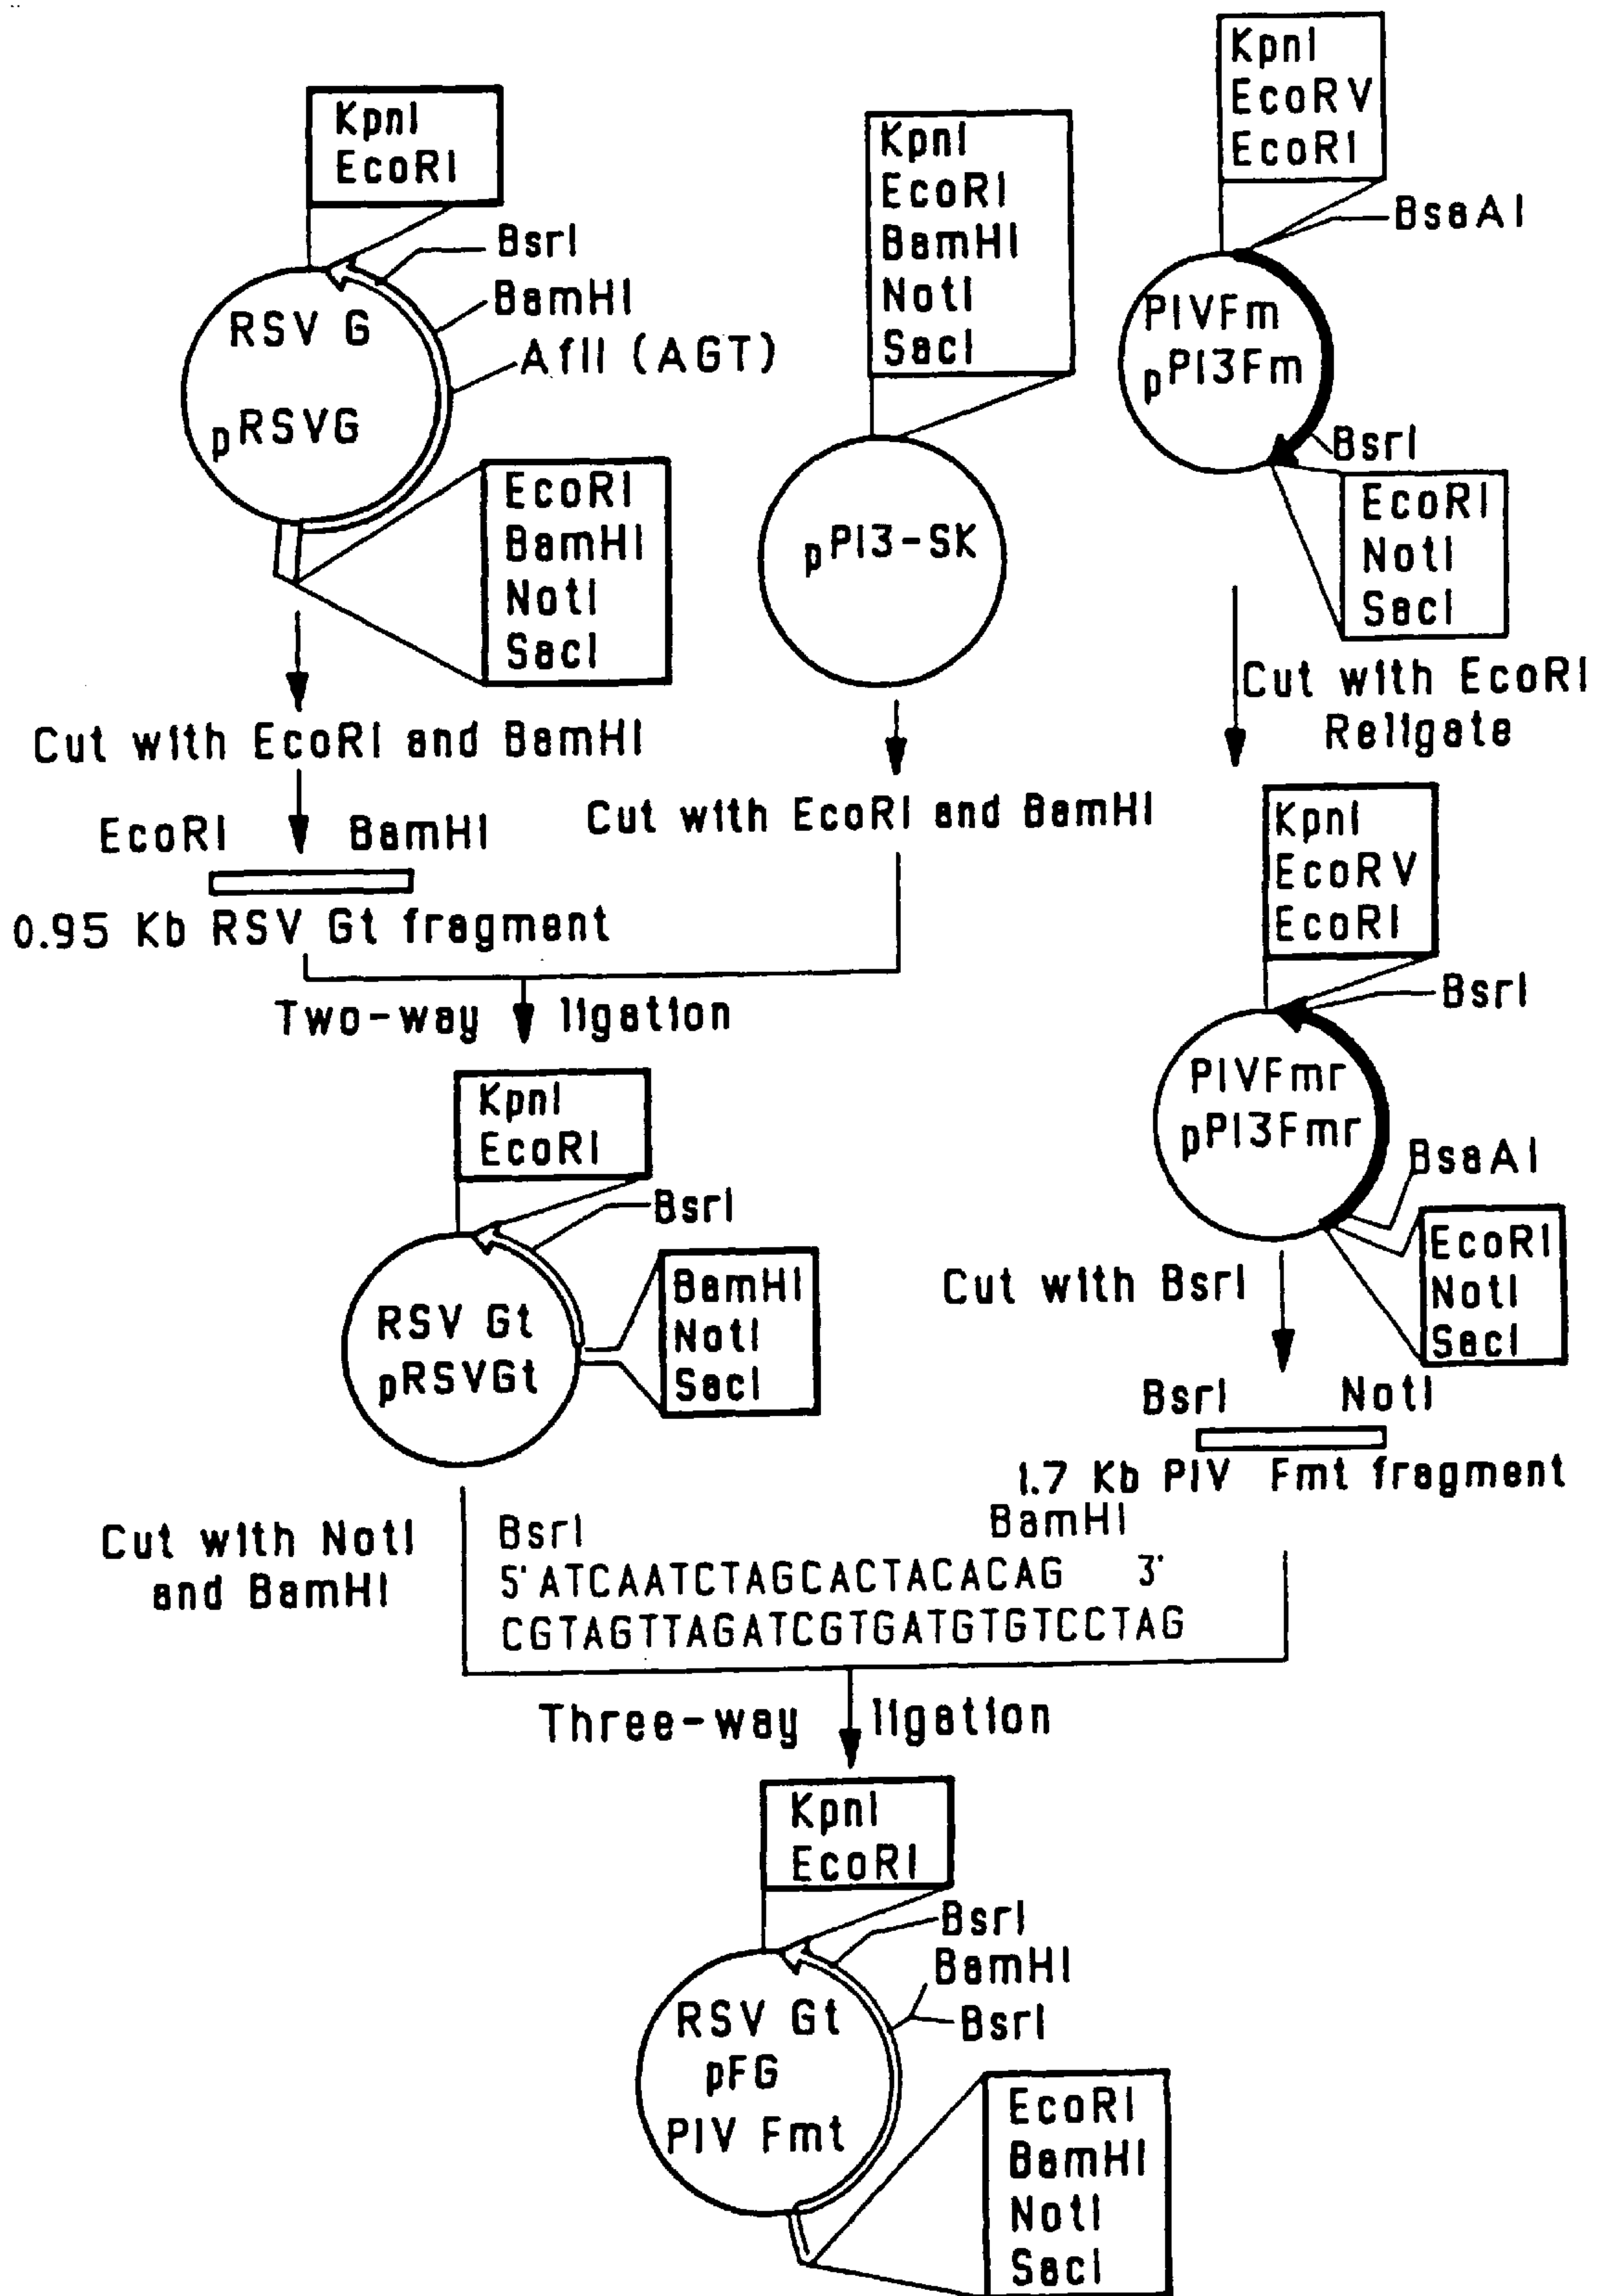 KpnI
EcoRI
BsrI
BamHI
AflII (AGT)
RSV G
pRSVG
EcoRI
BamHI
NotI
SacI
Cut with EcoRI and BamHI
EcoRI BamHI
0.95 Kb RSV Gt fragment
KpnI
EcoRI
BamHI
NotI
SacI
pPI3-SK
Cut with EcoRI and BamHI
KpnI
EcoRV
EcoRI
BsaAI
PIVFm
pPI3Fm
BsrI
EcoRI
NotI
SacI
Cut with EcoRI
Religate
KpnI
EcoRV
EcoRI
BsrI
PIVFmr
pPI3Fmr
BsaAI
EcoRI
NotI
SacI
Cut with BsrI
BsrI NotI
1.7 Kb PIV Fmt fragment
Two-way ligation
KpnI
EcoRI
BsrI
RSV Gt
pRSVGt
BamHI
NotI
SacI
Cut with NotI
and BamHI
BsrI BamHI
5' ATCAATCTAGCACTACACAG 3'
CGTAGTTAGATCGTGATGTGTCCTAG
Three-way ligation
KpnI
EcoRI
BsrI
BamHI
BsrI
RSV Gt
pFG
PIV Fmt
EcoRI
BamHI
NotI
SacI